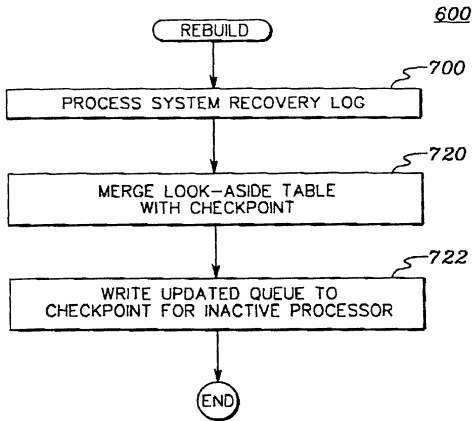 600
REBUILD
700
PROCESS SYSTEM RECOVERY LOG
720
MERGE LOOK-ASIDE TABLE
WITH CHECKPOINT
722
WRITE UPDATED QUEUE TO
CHECKPOINT FOR INACTIVE PROCESSOR
END